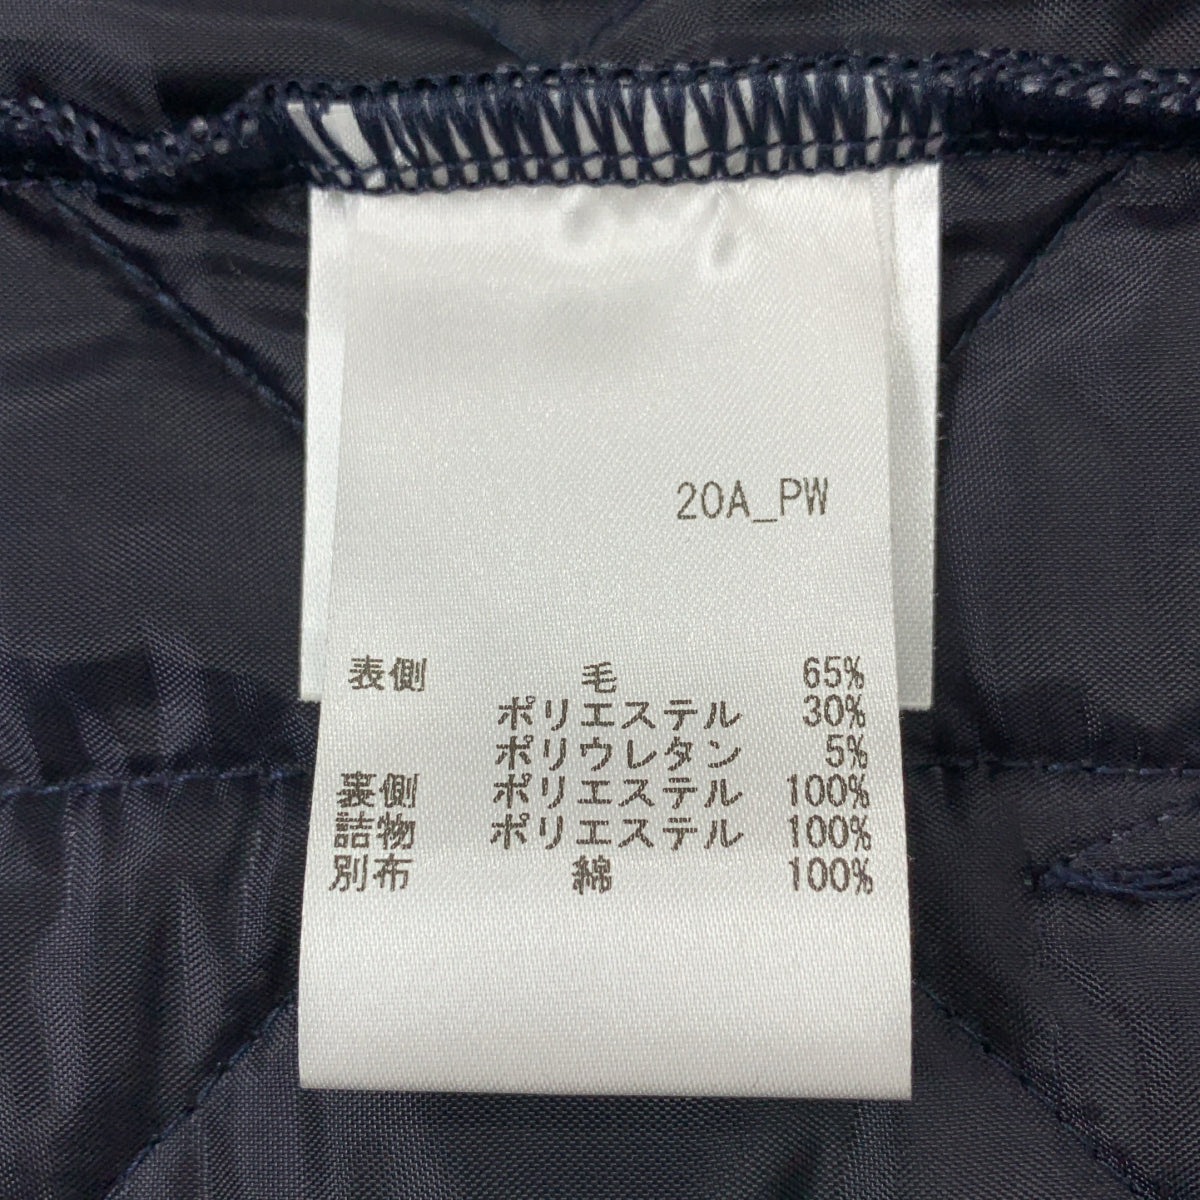 20A_PW
表側 毛 65%
ポリエステル 30%
ポリウレタン 5%
裏側 ポリエステル 100%
詰物 ポリエステル 100%
別布 綿 100%